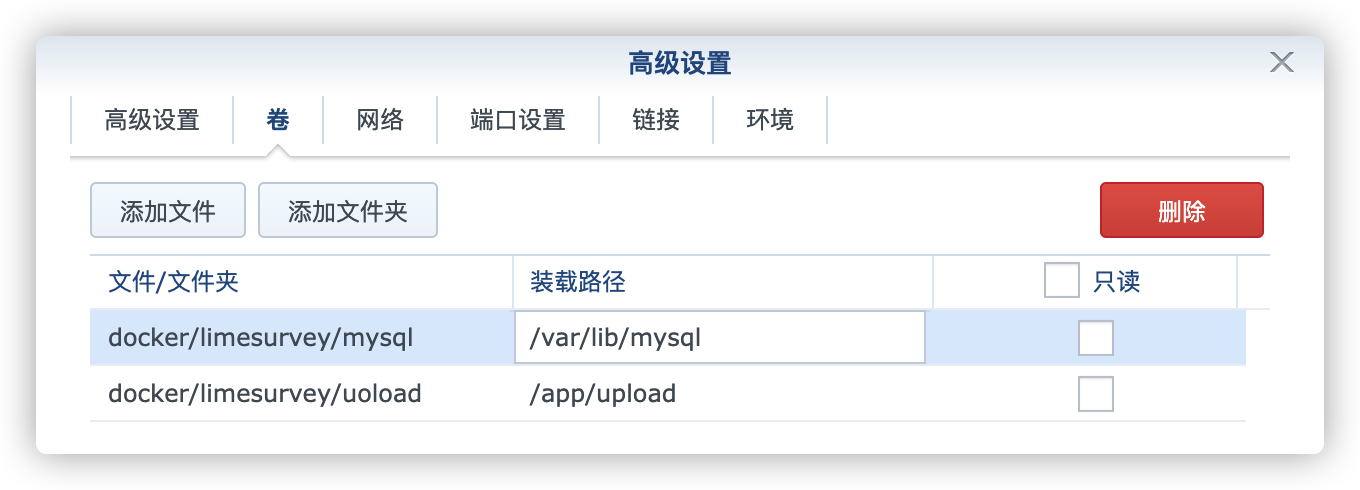 高级设置
高级设置 卷 网络 端口设置 链接 环境
添加文件 添加文件夹 删除
文件/文件夹 装载路径 只读
docker/limesurvey/mysql /var/lib/mysql
docker/limesurvey/uoload /app/upload